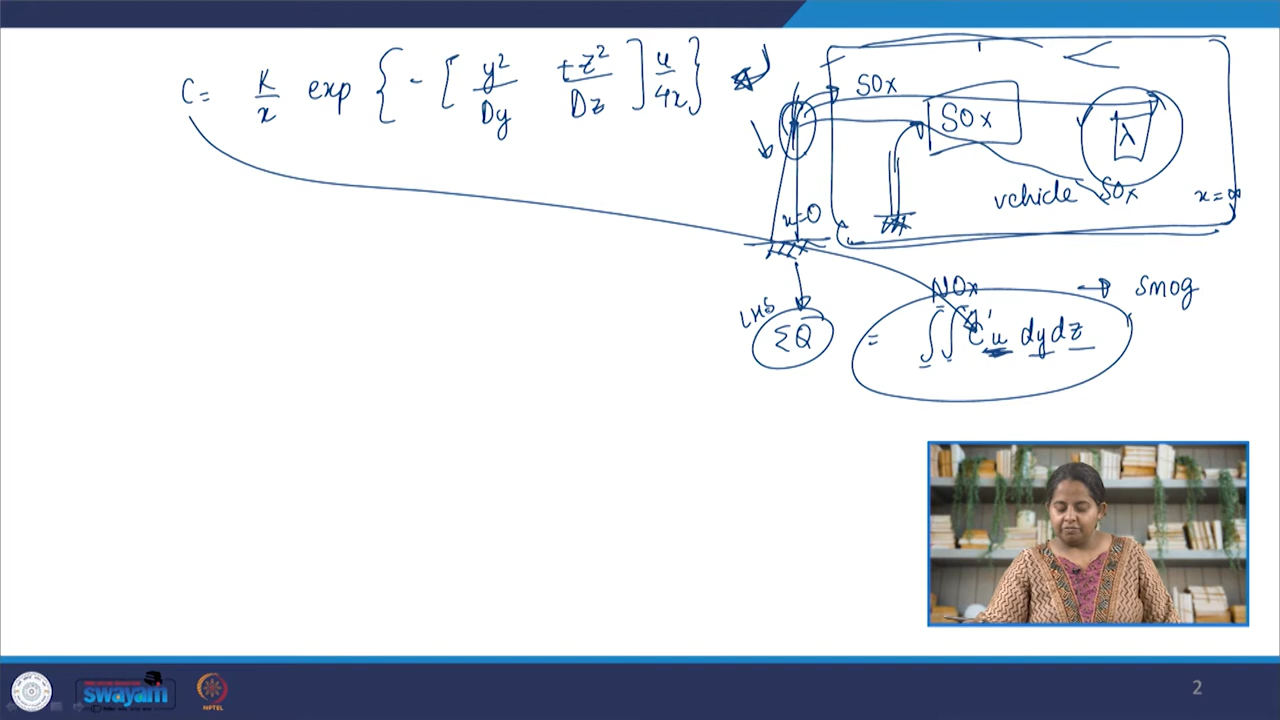 C = K/x exp { - [ y²/Dy + z²/Dz ] u/4x }
SOx
SOx
λ
vehicle SOx
x=0
x=∞
NOx → Smog
LHS
ΣQ = ∫∫ C'u dy dz
swayam
NPTEL
2